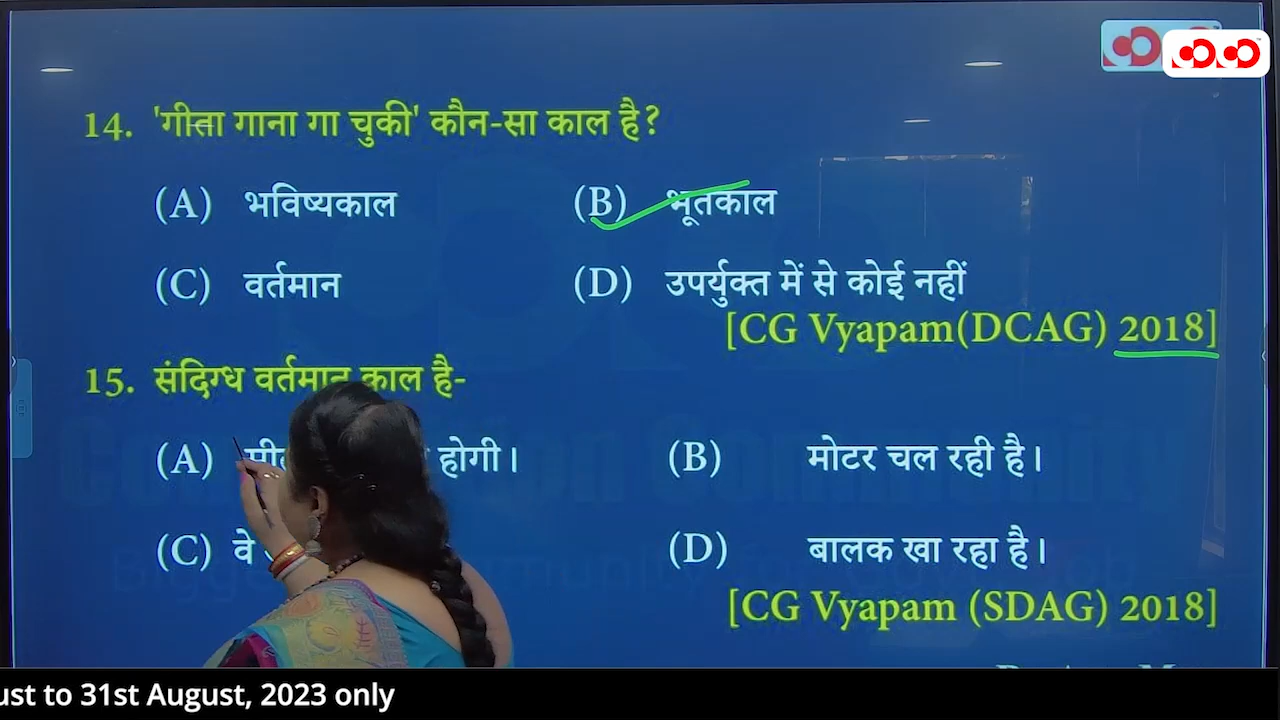 14. 'गीता गाना गा चुकी' कौन-सा काल है?
(A) भविष्यकाल (B) भूतकाल
(C) वर्तमान (D) उपर्युक्त में से कोई नहीं
[CG Vyapam(DCAG) 2018]
15. संदिग्ध वर्तमान काल है-
(A) होगी। (B) मोटर चल रही है।
(C) वे (D) बालक खा रहा है।
[CG Vyapam (SDAG) 2018]
to 31st August, 2023 only